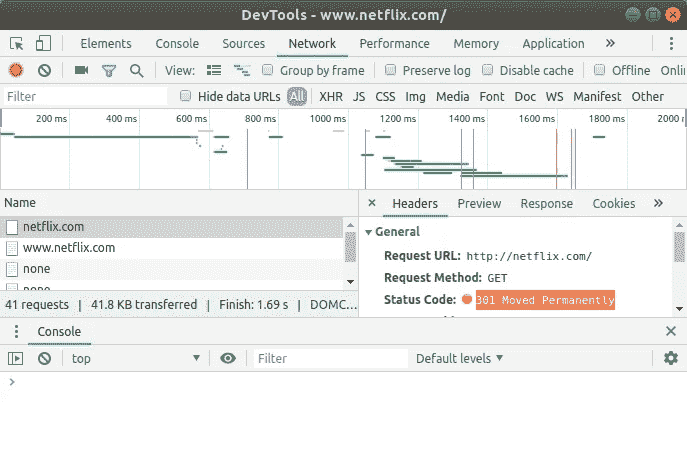 DevTools - www.netflix.com/
Elements Console Sources Network Performance Memory Application »
View: Group by frame Preserve log Disable cache Offline Onli
Filter Hide data URLs All XHR JS CSS Img Media Font Doc WS Manifest Other
200 ms 400 ms 600 ms 800 ms 1000 ms 1200 ms 1400 ms 1600 ms 1800 ms 2000
Name
× Headers Preview Response Cookies »
netflix.com
www.netflix.com
none
none
General
Request URL: http://netflix.com/
Request Method: GET
Status Code: 301 Moved Permanently
41 requests | 41.8 KB transferred | Finish: 1.69 s | DOMC...
Console
top Filter Default levels